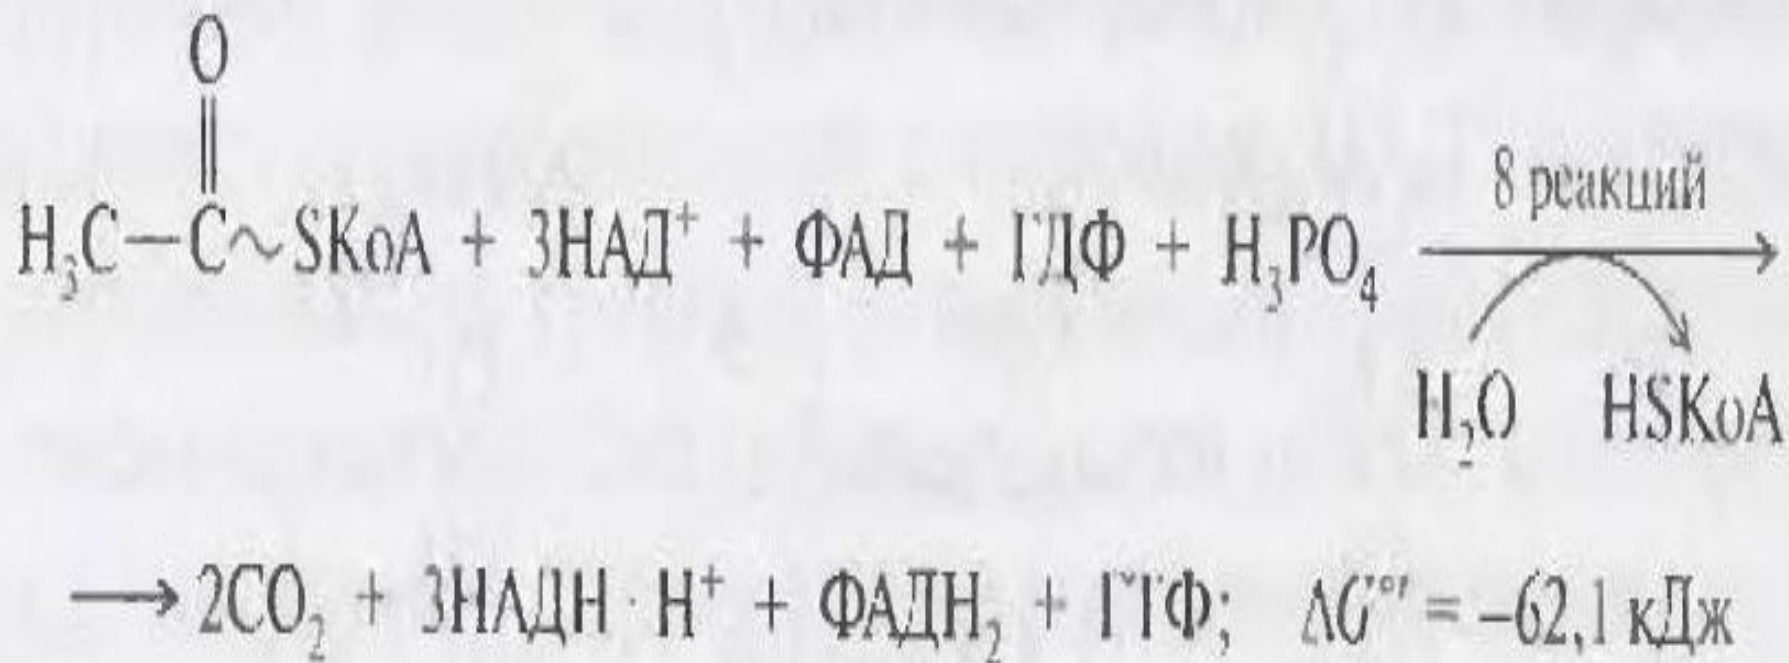 O
8 реакций
H₃C—C~SKoA + 3НАД⁺ + ФАД + ГДФ + H₃PO₄
H₂O HSKoA
→ 2CO₂ + 3НАДН · H⁺ + ФАДН₂ + ГТФ; ΔG°′ = −62,1 кДж